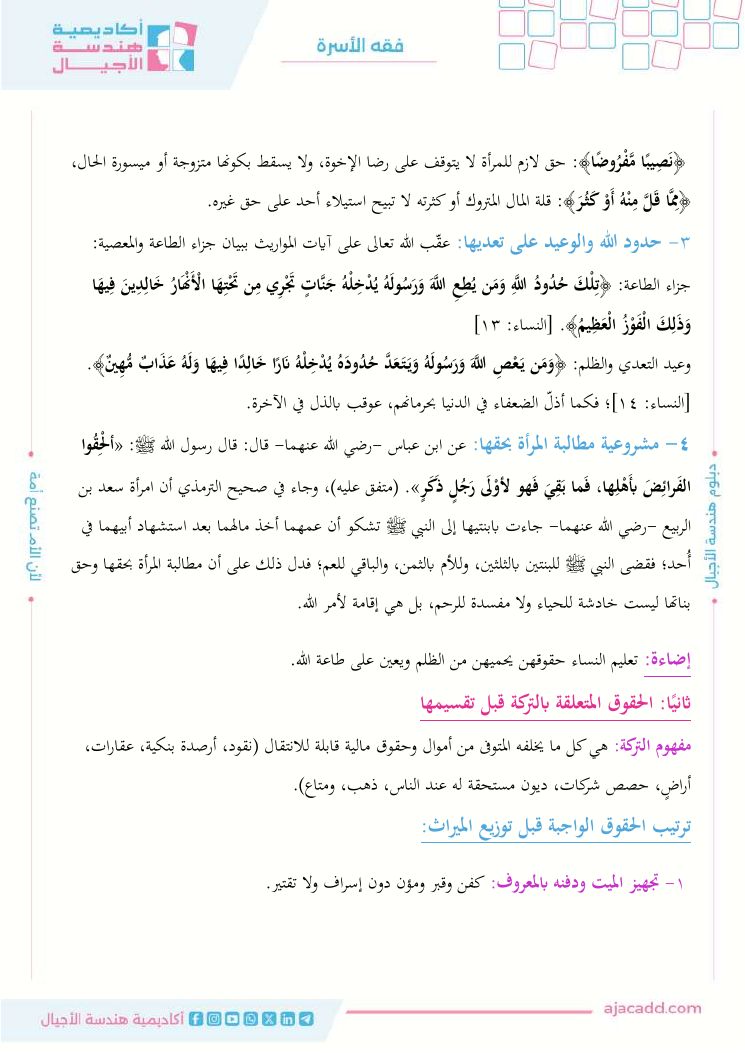 أكاديمية
هندسة
الأجيال
فقه الأسرة
﴿نَصِيبًا مَّفْرُوضًا﴾: حق لازم للمرأة لا يتوقف على رضا الإخوة، ولا يسقط بكونها متزوجة أو ميسورة الحال،
﴿مِمَّا قَلَّ مِنْهُ أَوْ كَثُرَ﴾: قلة المال المتروك أو كثرته لا تبيح استيلاء أحد على حق غيره.
٣- حدود الله والوعيد على تعديها: عقّب الله تعالى على آيات المواريث ببيان جزاء الطاعة والمعصية:
جزاء الطاعة: ﴿تِلْكَ حُدُودُ اللَّهِ وَمَن يُطِعِ اللَّهَ وَرَسُولَهُ يُدْخِلْهُ جَنَّاتٍ تَجْرِي مِن تَحْتِهَا الْأَنْهَارُ خَالِدِينَ فِيهَا
وَذَلِكَ الْفَوْزُ الْعَظِيمُ﴾. [النساء: ١٣]
وعيد التعدي والظلم: ﴿وَمَن يَعْصِ اللَّهَ وَرَسُولَهُ وَيَتَعَدَّ حُدُودَهُ يُدْخِلْهُ نَارًا خَالِدًا فِيهَا وَلَهُ عَذَابٌ مُّهِينٌ﴾.
[النساء: ١٤]؛ فكما أذلّ الضعفاء في الدنيا بحرمانهم، عوقب بالذل في الآخرة.
٤- مشروعية مطالبة المرأة بحقها: عن ابن عباس -رضي الله عنهما- قال: قال رسول الله ﷺ: «ألْحِقُوا
الفَرائِضَ بأَهْلِها، فَما بَقِيَ فَهو لأوْلَى رَجُلٍ ذَكَرٍ». (متفق عليه)، وجاء في صحيح الترمذي أن امرأة سعد بن
الربيع -رضي الله عنهما- جاءت بابنتيها إلى النبي ﷺ تشكو أن عمهما أخذ مالهما بعد استشهاد أبيهما في
أُحد؛ فقضى النبي ﷺ للبنتين بالثلثين، وللأم بالثمن، والباقي للعم؛ فدل ذلك على أن مطالبة المرأة بحقها وحق
بناتها ليست خادشة للحياء ولا مفسدة للرحم، بل هي إقامة لأمر الله.
إضاءة: تعليم النساء حقوقهن يحميهن من الظلم ويعين على طاعة الله.
ثانيًا: الحقوق المتعلقة بالتركة قبل تقسيمها
مفهوم التركة: هي كل ما يخلفه المتوفى من أموال وحقوق مالية قابلة للانتقال (نقود، أرصدة بنكية، عقارات،
أراضٍ، حصص شركات، ديون مستحقة له عند الناس، ذهب، ومتاع).
ترتيب الحقوق الواجبة قبل توزيع الميراث:
١- تجهيز الميت ودفنه بالمعروف: كفن وقبر ومؤن دون إسراف ولا تقتير.
دبلوم هندسة الأجيال
لأن الأم تصنع أمة
أكاديمية هندسة الأجيال
ajacadd.com